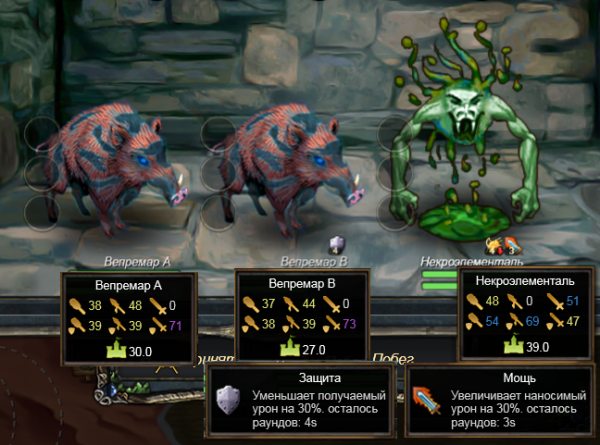 Вепремар А
Вепремар В
Некроэлементаль
Вепремар А
38 48 0
39 39 71
30.0
Вепремар В
37 44 0
38 39 73
27.0
Некроэлементаль
48 0 51
54 69 47
39.0
Побег
Защита
Уменьшает получаемый
урон на 30%. осталось
раундов: 4s
Мощь
Увеличивает наносимый
урон на 30%. осталось
раундов: 3s